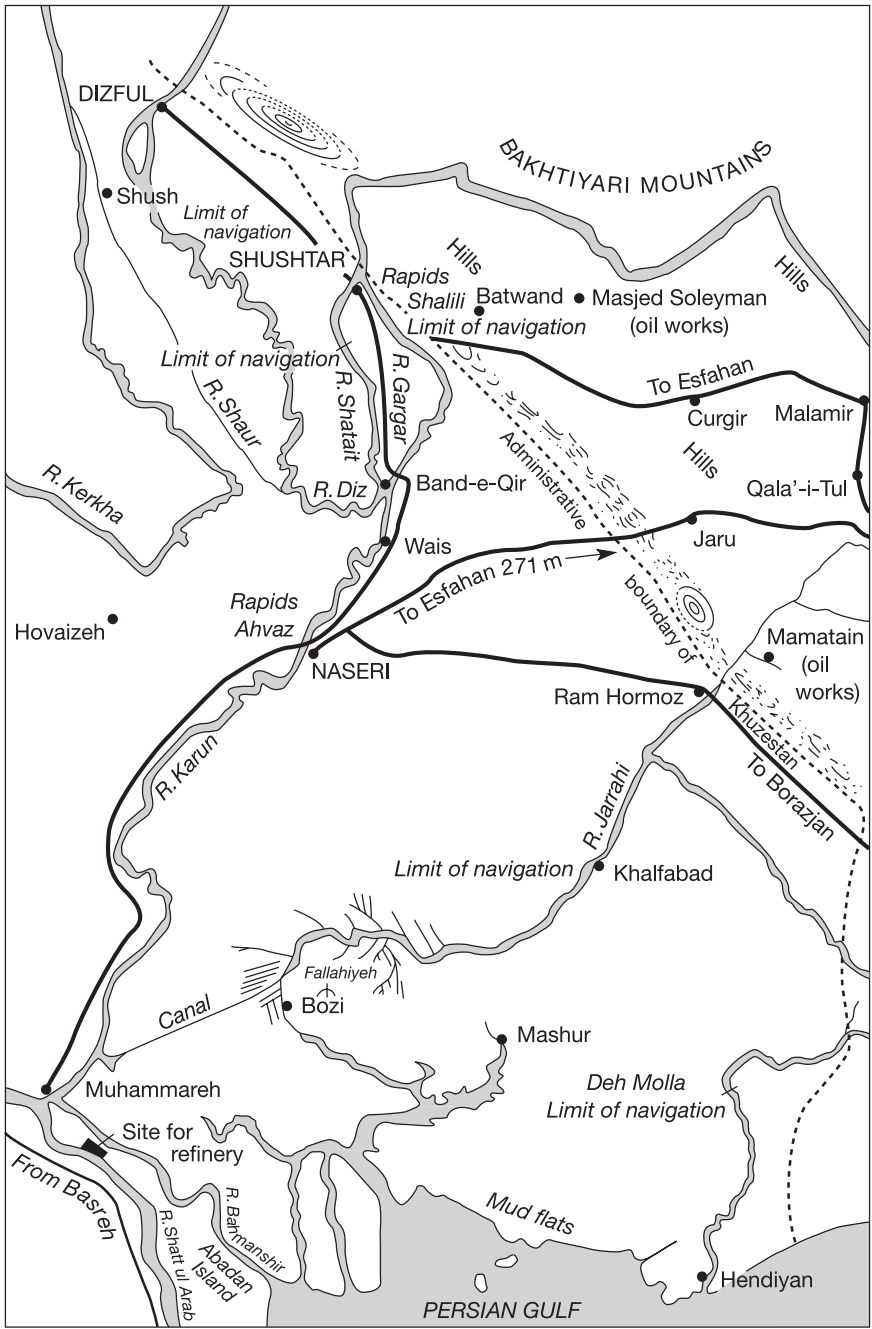 DIZFUL
BAKHTIYARI MOUNTAINS
Shush
Limit of
navigation
SHUSHTAR
Hills
Hills
Rapids
Shalili
Batwand
Masjed Soleyman
(oil works)
Limit of navigation
Limit of navigation
R. Gargar
R. Shatait
R. Shaur
To Esfahan
Curgir
Malamir
Administrative
boundary of
Khuzestan
Hills
R. Kerkha
R. Diz
Band-e-Qir
Qala'-i-Tul
Wais
Jaru
To Esfahan 271 m
Rapids
Ahvaz
Hovaizeh
NASERI
Mamatain
(oil
works)
Ram Hormoz
R. Karun
To Borazjan
R. Jarrahi
Limit of navigation
Khalfabad
Fallahiyeh
Bozi
Canal
Mashur
Muhammareh
Deh Molla
Limit of navigation
Site for
refinery
From Basreh
R. Bahmanshir
R. Shatt ul Arab
Abadan
Island
Mud flats
Hendiyan
PERSIAN GULF